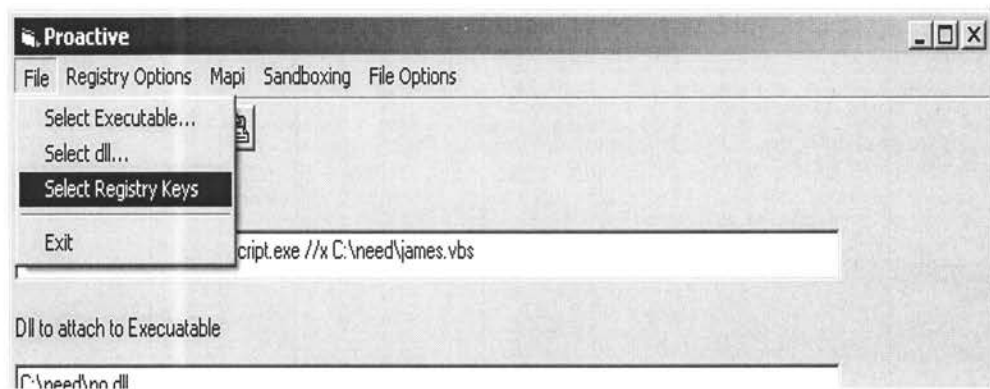 Proactive
File Registry Options Mapi Sandboxing File Options
Select Executable...
Select dll...
Select Registry Keys
Exit
cript.exe //x C:\need\james.vbs
Dll to attach to Execuatable
C:\need\no.dll